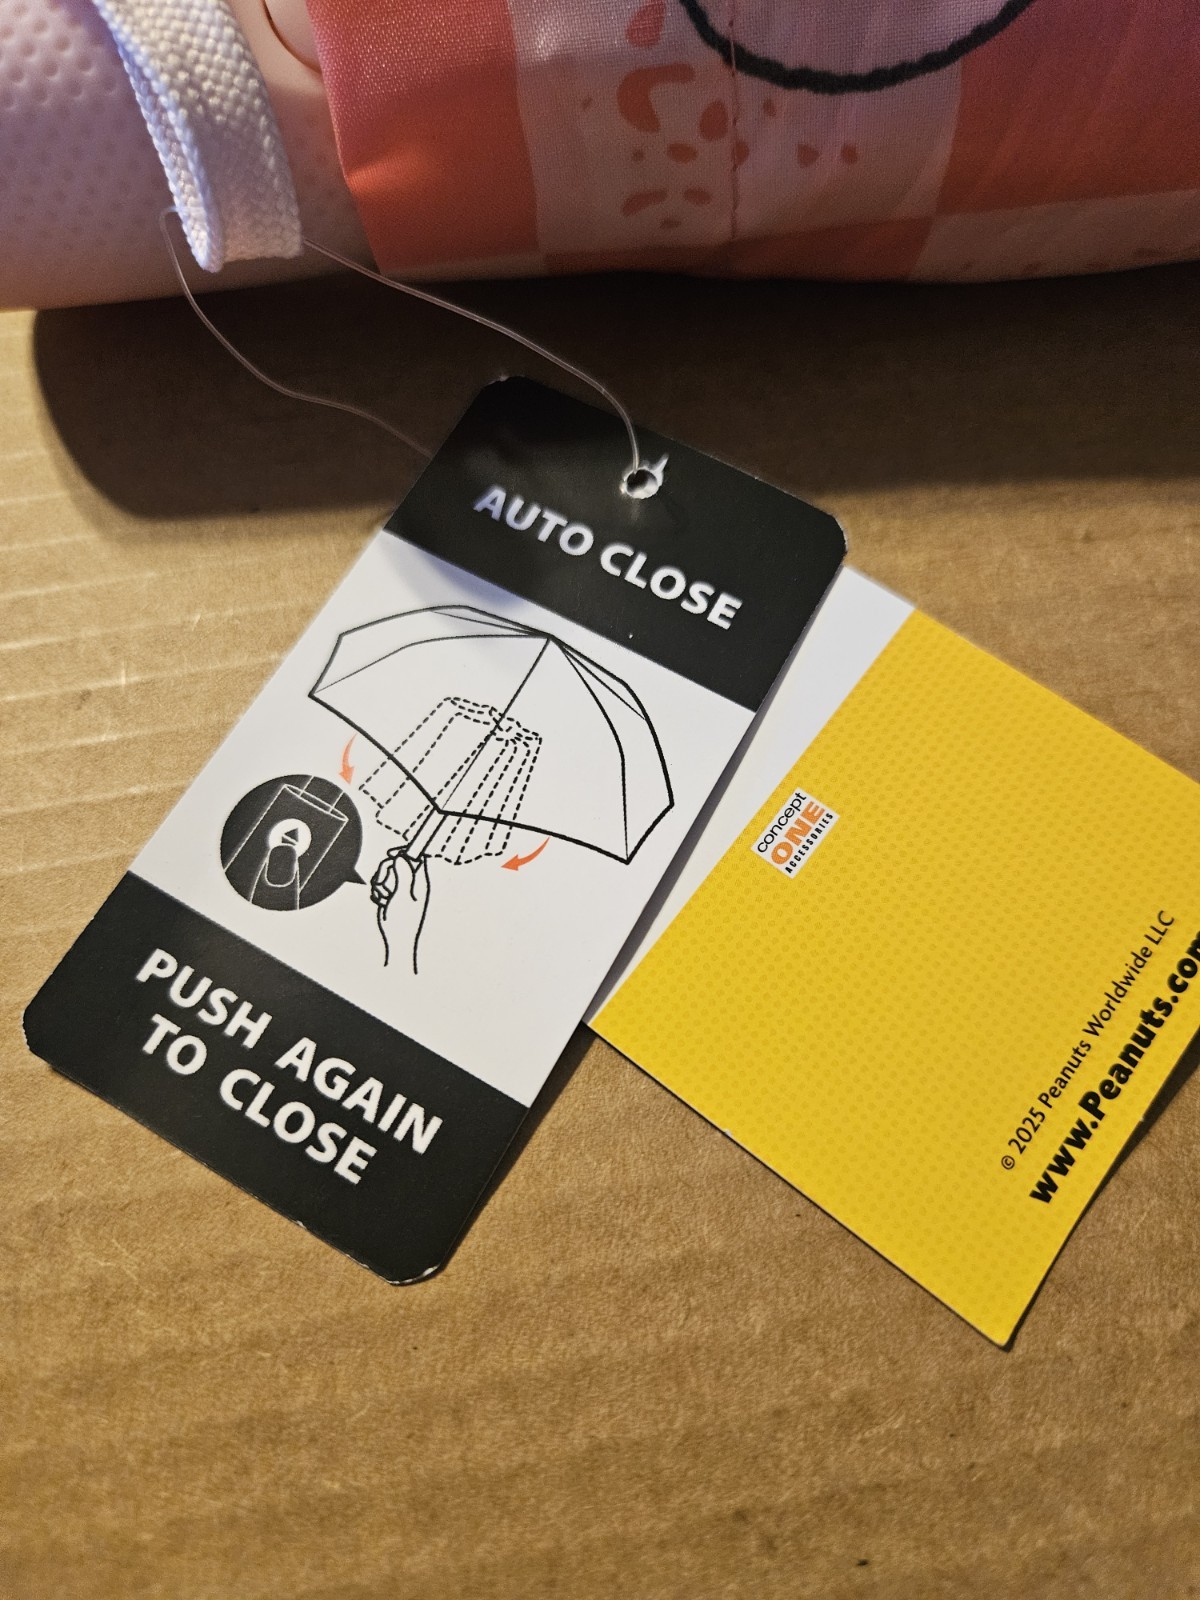 AUTO CLOSE
PUSH AGAIN
TO CLOSE
concept
ONE
ACCESSORIES
© 2025 Peanuts Worldwide LLC
www.Peanuts.com